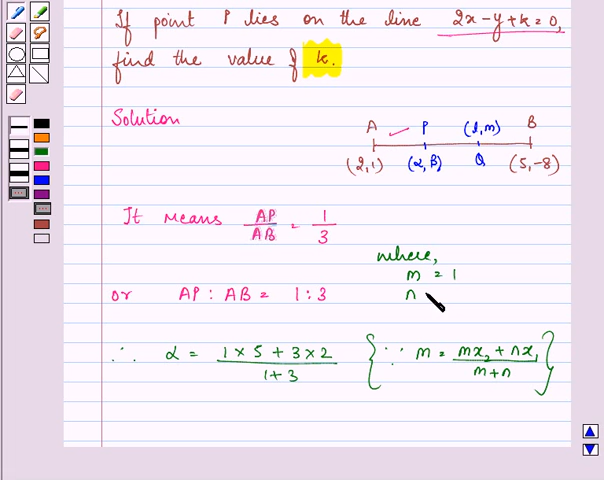 If point P lies on the line 2x - y + k = 0,
find the value of k.
Solution
A P (l, m) B
(2, 1) (α, β) Q (5, -8)
It means AP/AB = 1/3
where,
m = 1
or AP : AB = 1 : 3 n
∴ α = (1 × 5 + 3 × 2)/(1 + 3) { ∵ m = (mx₂ + nx₁)/(m + n) }